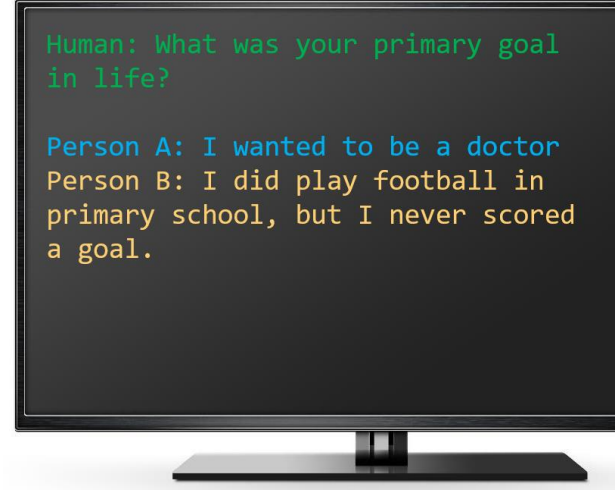 Human: What was your primary goal
in life?
Person A: I wanted to be a doctor
Person B: I did play football in
primary school, but I never scored
a goal.